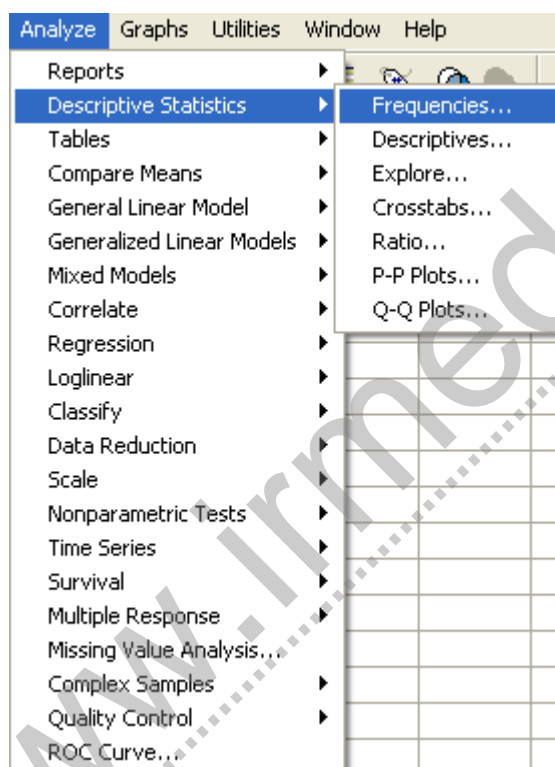 Analyze Graphs Utilities Window Help
Reports
Descriptive Statistics
Tables
Compare Means
General Linear Model
Generalized Linear Models
Mixed Models
Correlate
Regression
Loglinear
Classify
Data Reduction
Scale
Nonparametric Tests
Time Series
Survival
Multiple Response
Missing Value Analysis...
Complex Samples
Quality Control
ROC Curve...
Frequencies...
Descriptives...
Explore...
Crosstabs...
Ratio...
P-P Plots...
Q-Q Plots...